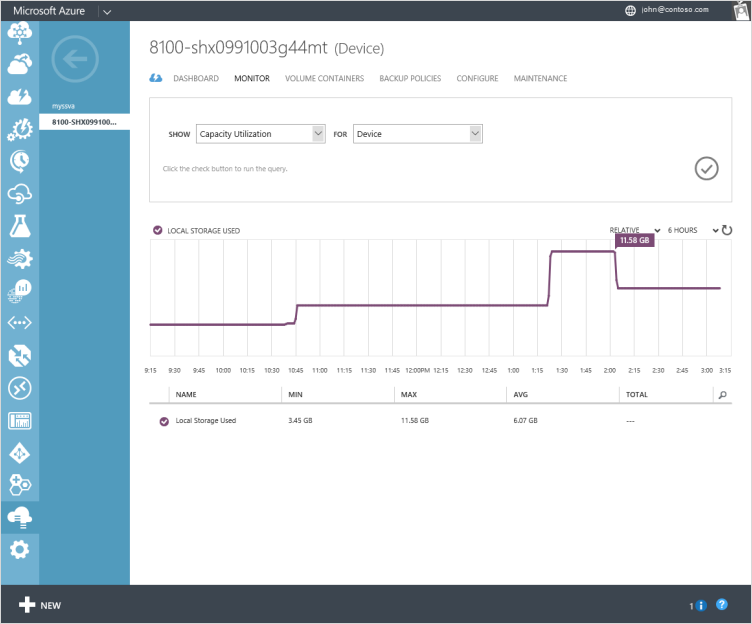 Microsoft Azure
john@contoso.com
myssva
8100-SHX099100...
8100-shx0991003g44mt (Device)
DASHBOARD MONITOR VOLUME CONTAINERS BACKUP POLICIES CONFIGURE MAINTENANCE
SHOW Capacity Utilization FOR Device
Click the check button to run the query.
LOCAL STORAGE USED RELATIVE 6 HOURS
11.58 GB
9:15 9:30 9:45 10:00 10:15 10:30 10:45 11:00 11:15 11:30 11:45 12:00PM 12:15 12:30 12:45 1:00 1:15 1:30 1:45 2:00 2:15 2:30 2:45 3:00 3:15
NAME MIN MAX AVG TOTAL
Local Storage Used 3.45 GB 11.58 GB 6.07 GB ---
NEW 1 i ?